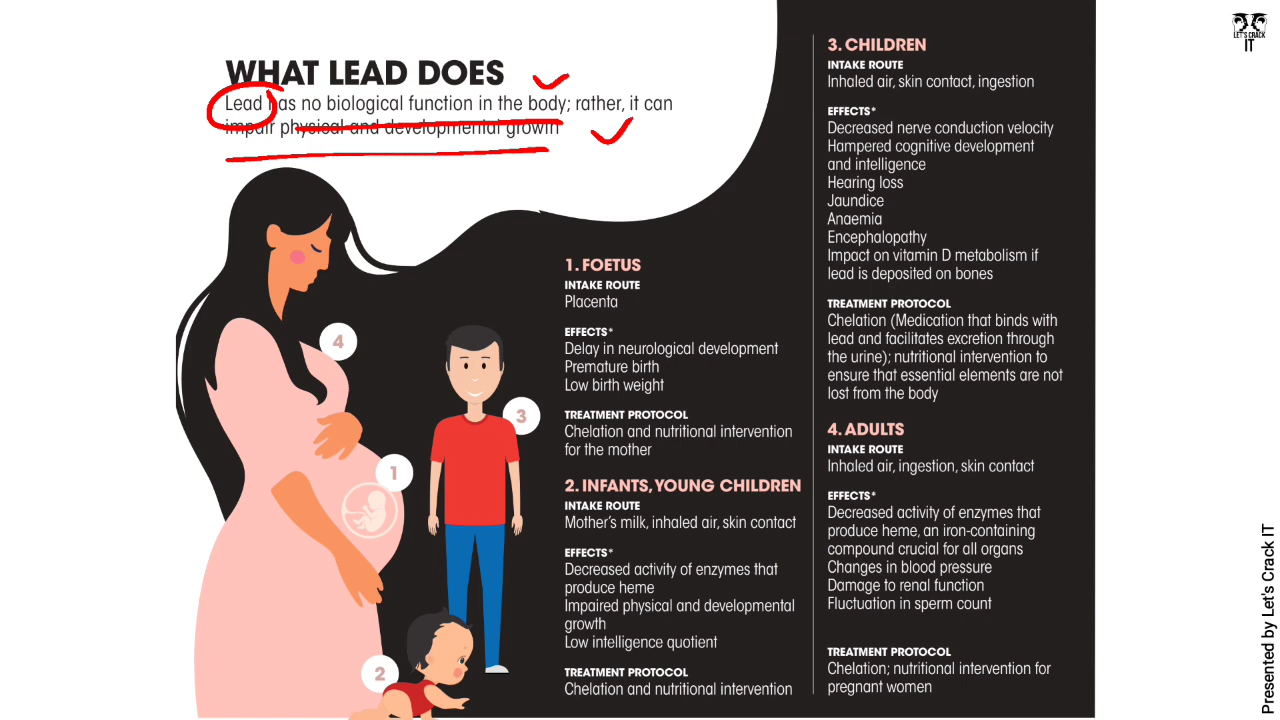 WHAT LEAD DOES
Lead has no biological function in the body; rather, it can
impair physical and developmental growth
1. FOETUS
INTAKE ROUTE
Placenta
EFFECTS*
Delay in neurological development
Premature birth
Low birth weight
TREATMENT PROTOCOL
Chelation and nutritional intervention
for the mother
2. INFANTS, YOUNG CHILDREN
INTAKE ROUTE
Mother's milk, inhaled air, skin contact
EFFECTS*
Decreased activity of enzymes that
produce heme
Impaired physical and developmental
growth
Low intelligence quotient
TREATMENT PROTOCOL
Chelation and nutritional intervention
3. CHILDREN
INTAKE ROUTE
Inhaled air, skin contact, ingestion
EFFECTS*
Decreased nerve conduction velocity
Hampered cognitive development
and intelligence
Hearing loss
Jaundice
Anaemia
Encephalopathy
Impact on vitamin D metabolism if
lead is deposited on bones
TREATMENT PROTOCOL
Chelation (Medication that binds with
lead and facilitates excretion through
the urine); nutritional intervention to
ensure that essential elements are not
lost from the body
4. ADULTS
INTAKE ROUTE
Inhaled air, ingestion, skin contact
EFFECTS*
Decreased activity of enzymes that
produce heme, an iron-containing
compound crucial for all organs
Changes in blood pressure
Damage to renal function
Fluctuation in sperm count
TREATMENT PROTOCOL
Chelation; nutritional intervention for
pregnant women
4
3
1
2
LET'S CRACK
IT
Presented by Let's Crack IT